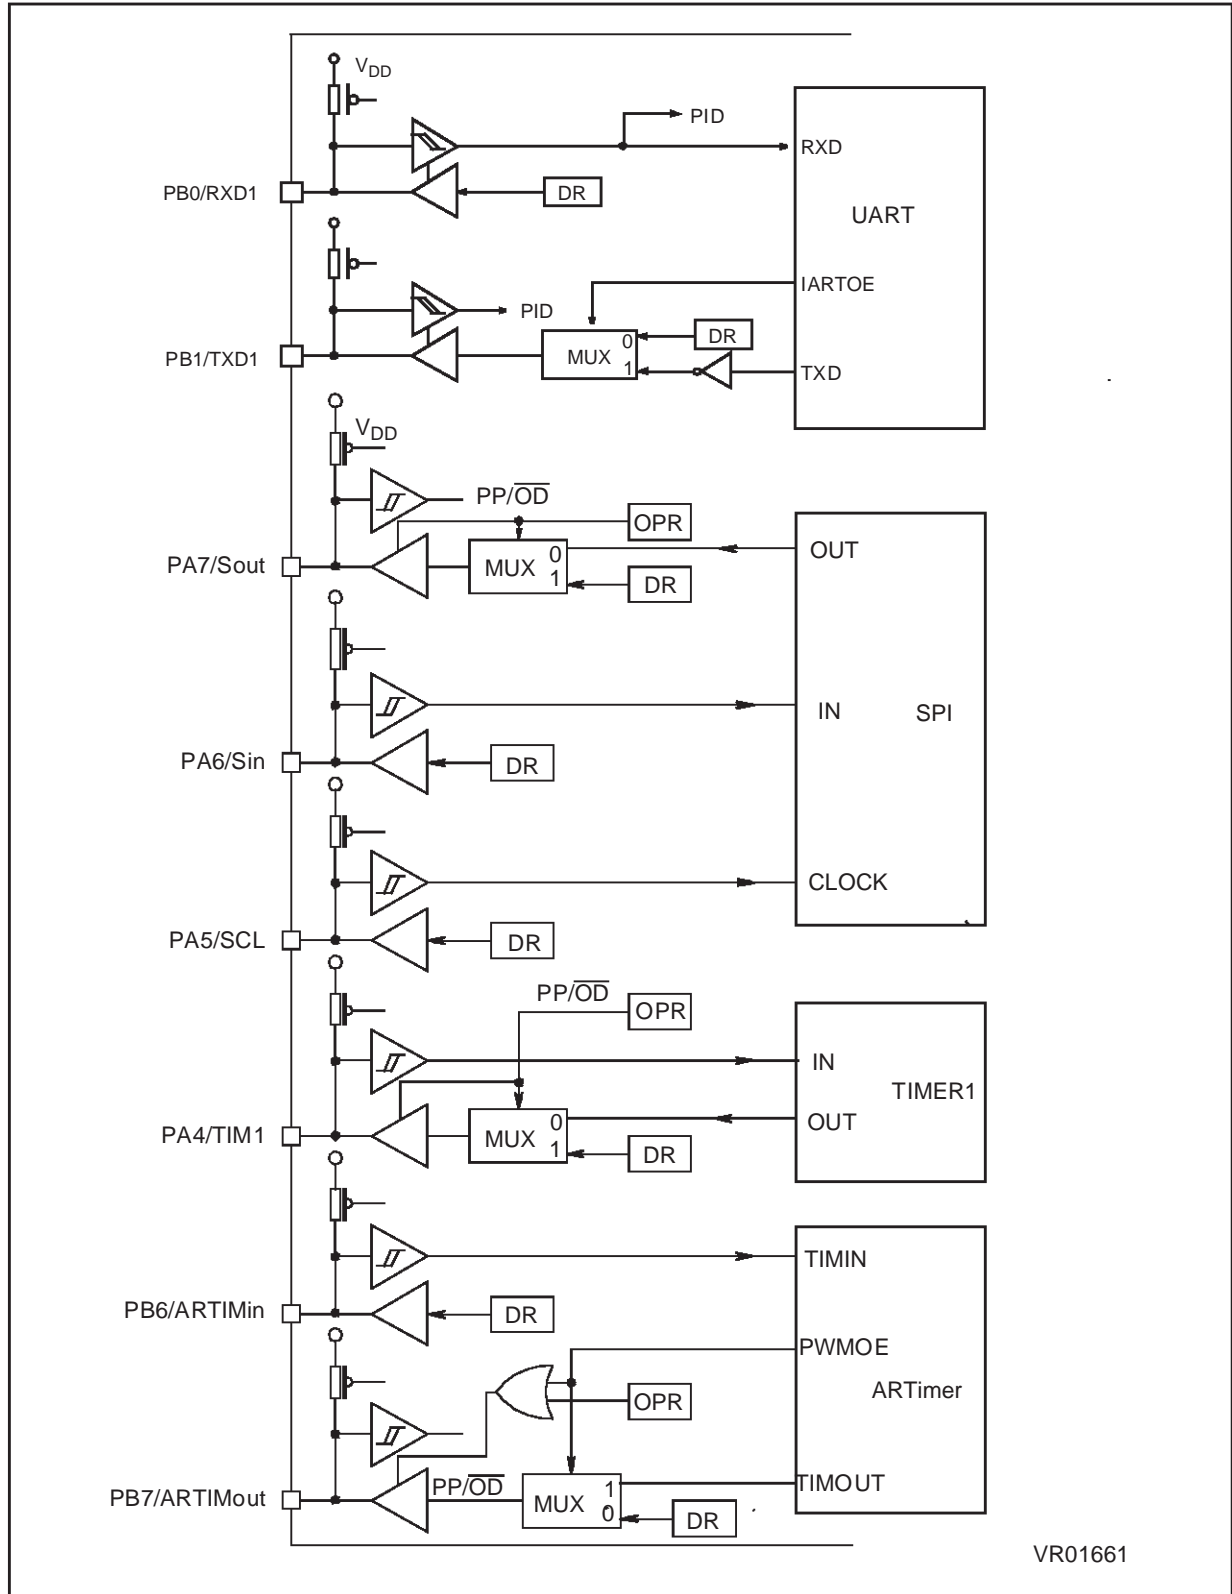 VDD
PID
RXD
PB0/RXD1
DR
UART
IARTOE
PID
DR
MUX
0
1
PB1/TXD1
TXD
VDD
PP/OD
OPR
PA7/Sout
MUX
0
1
OUT
DR
IN
SPI
PA6/Sin
DR
CLOCK
PA5/SCL
DR
PP/OD
OPR
IN
TIMER1
PA4/TIM1
MUX
0
1
OUT
DR
TIMIN
PB6/ARTIMin
DR
PWMOE
ARTimer
OPR
PB7/ARTIMout
PP/OD
MUX
1
0
TIMOUT
DR
VR01661